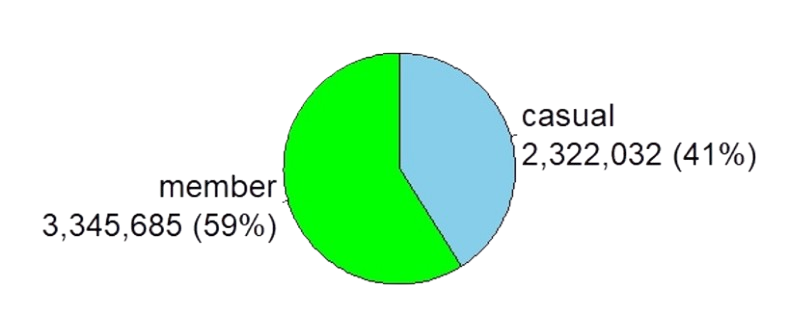 casual
2,322,032 (41%)
member
3,345,685 (59%)